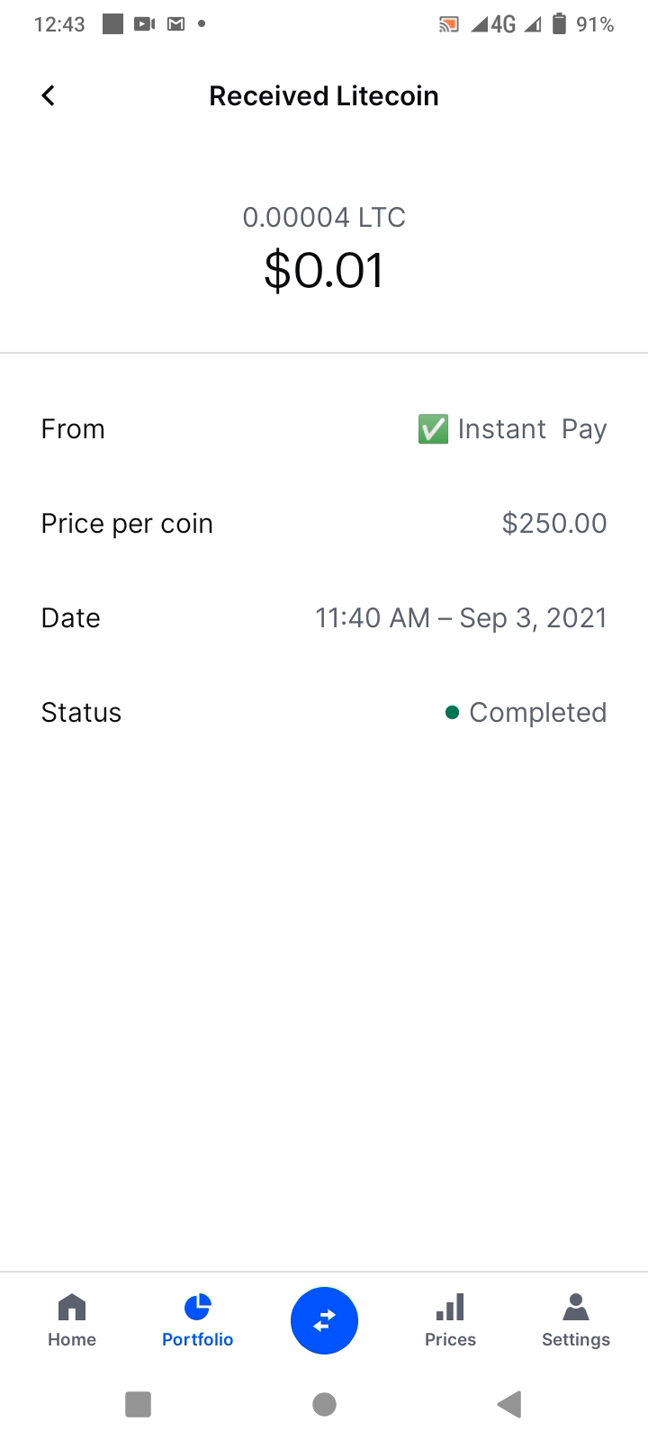 12:43 4G 91%
Received Litecoin
0.00004 LTC
$0.01
From ✅ Instant  Pay
Price per coin $250.00
Date 11:40 AM – Sep 3, 2021
Status Completed
Home Portfolio Prices Settings